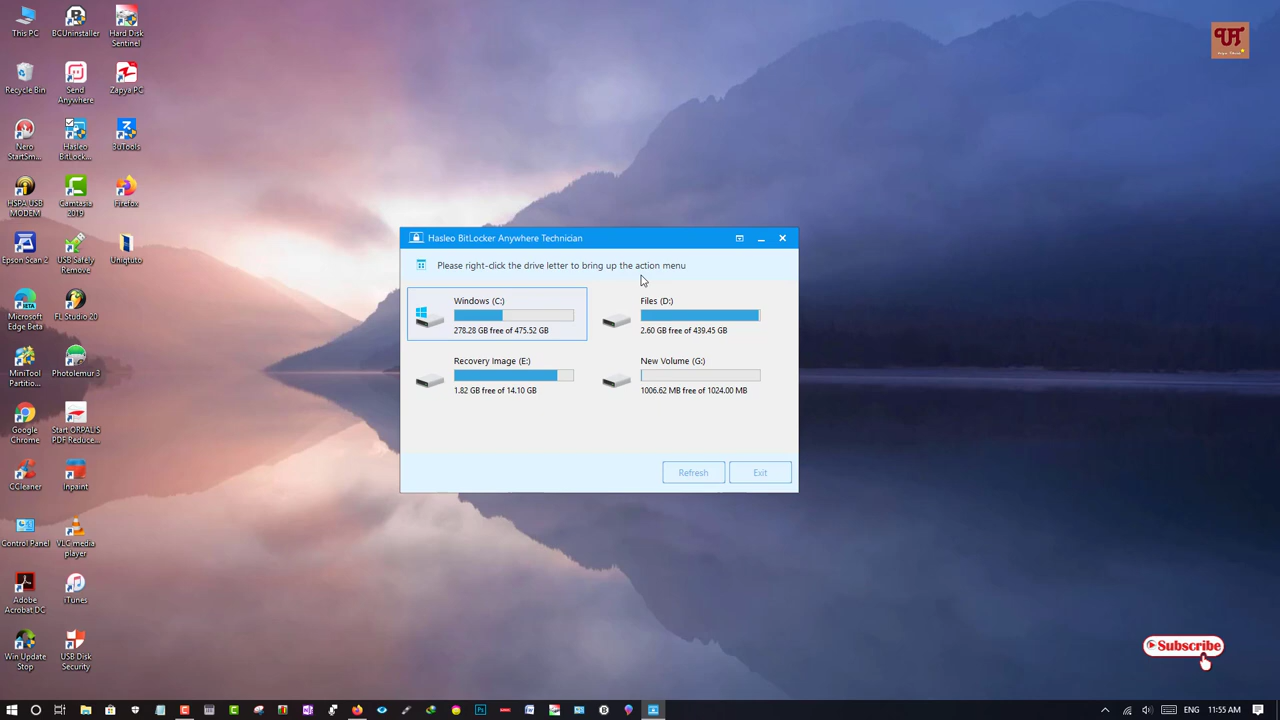 This PC
BCUninstaller
Hard Disk
Sentinel
UT
Recycle Bin
Send
Anywhere
Zapya PC
Nero
StartSm...
Hasleo
BitLock...
3uTools
HSPA USB
MODEM
Camtasia
2019
Firefox
Epson Scan 2
USB Safely
Remove
Uniqtuto
Hasleo BitLocker Anywhere Technician
Please right-click the drive letter to bring up the action menu
Windows (C:)
278.28 GB free of 475.52 GB
Files (D:)
2.60 GB free of 439.45 GB
Recovery Image (E:)
1.82 GB free of 14.10 GB
New Volume (G:)
1006.62 MB free of 1024.00 MB
Refresh
Exit
Microsoft
Edge Beta
BETA
FL Studio 20
MiniTool
Partitio...
Photolemur 3
Google
Chrome
Start ORPALIS
PDF Reduce...
CCleaner
Inpaint
Control Panel
VLC media
player
Adobe
Acrobat DC
iTunes
Win Update
Stop
USB Disk
Security
Subscribe
ENG
11:55 AM